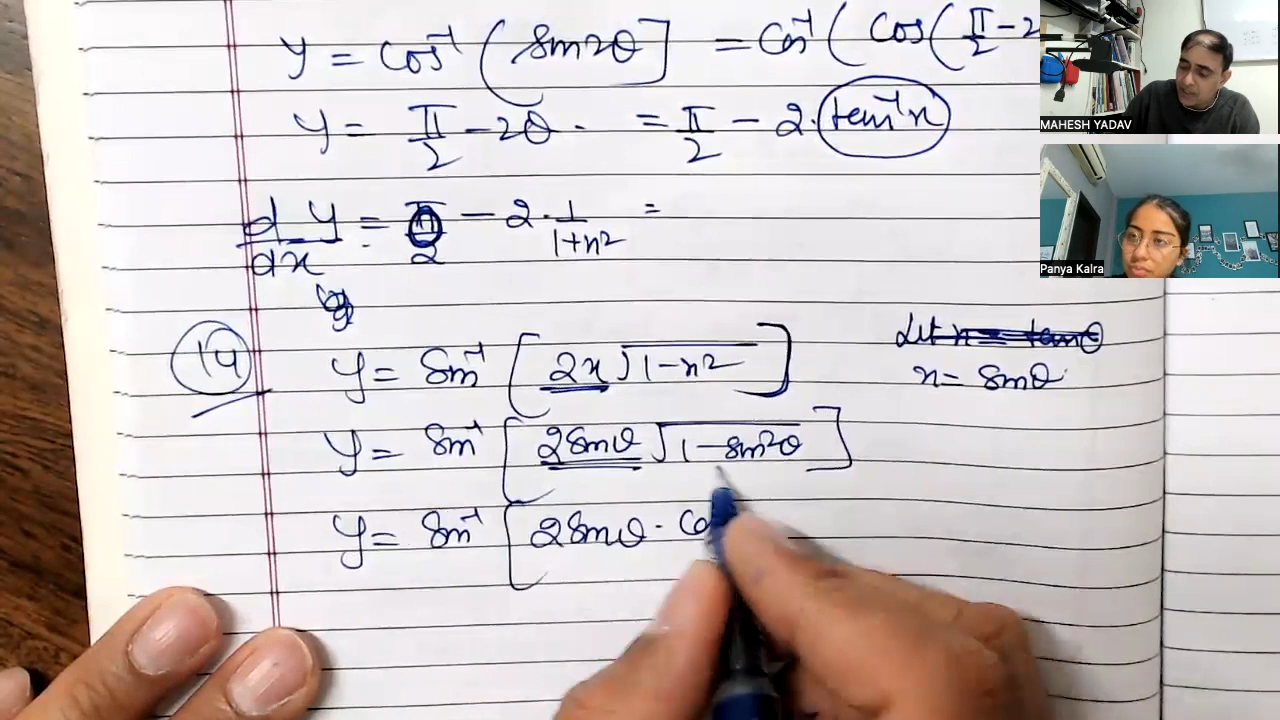 y = Cos⁻¹ ( Sin2θ ] = Cos⁻¹ ( Cos( π/2 - 2
y = π/2 - 2θ . = π/2 - 2. tan⁻¹x
dy/dx = 0 - 2 . 1/(1+x²) =
14 y = Sin⁻¹ [ 2x √(1-x²) ] Let x = tanθ
x = Sinθ
y = Sin⁻¹ [ 2Sinθ √(1-Sin²θ) ]
y = Sin⁻¹ [ 2Sinθ . Co
MAHESH YADAV
Panya Kalra